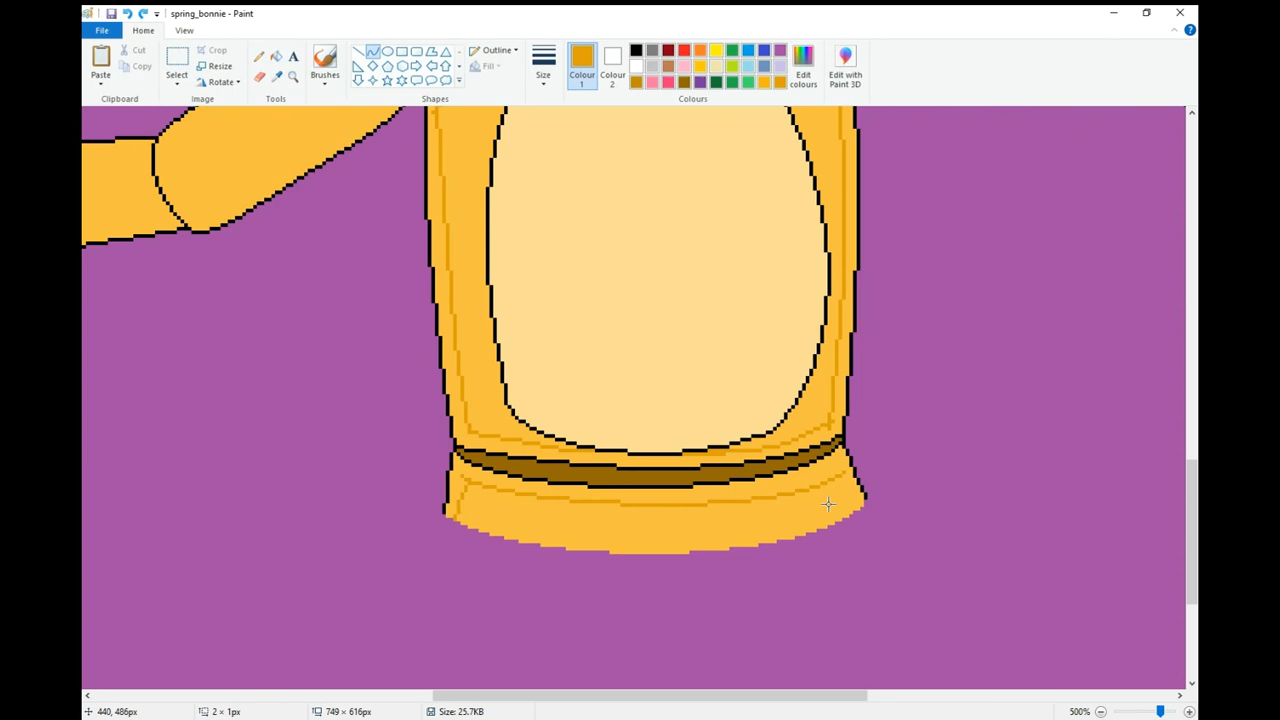 spring_bonnie - Paint
File Home View
Paste Cut Copy
Select Crop Resize Rotate
A
Brushes
Outline Fill
Size
Colour 1
Colour 2
Edit colours
Edit with Paint 3D
Clipboard Image Tools Shapes Colours
440, 486px 2 × 1px 749 × 616px Size: 25.7KB 500%